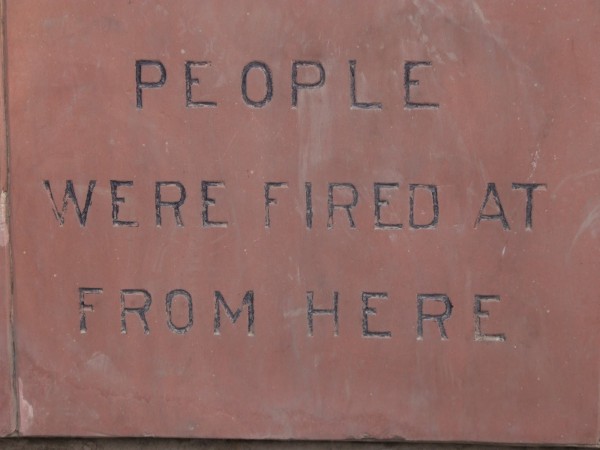 PEOPLE
WERE FIRED AT
FROM HERE